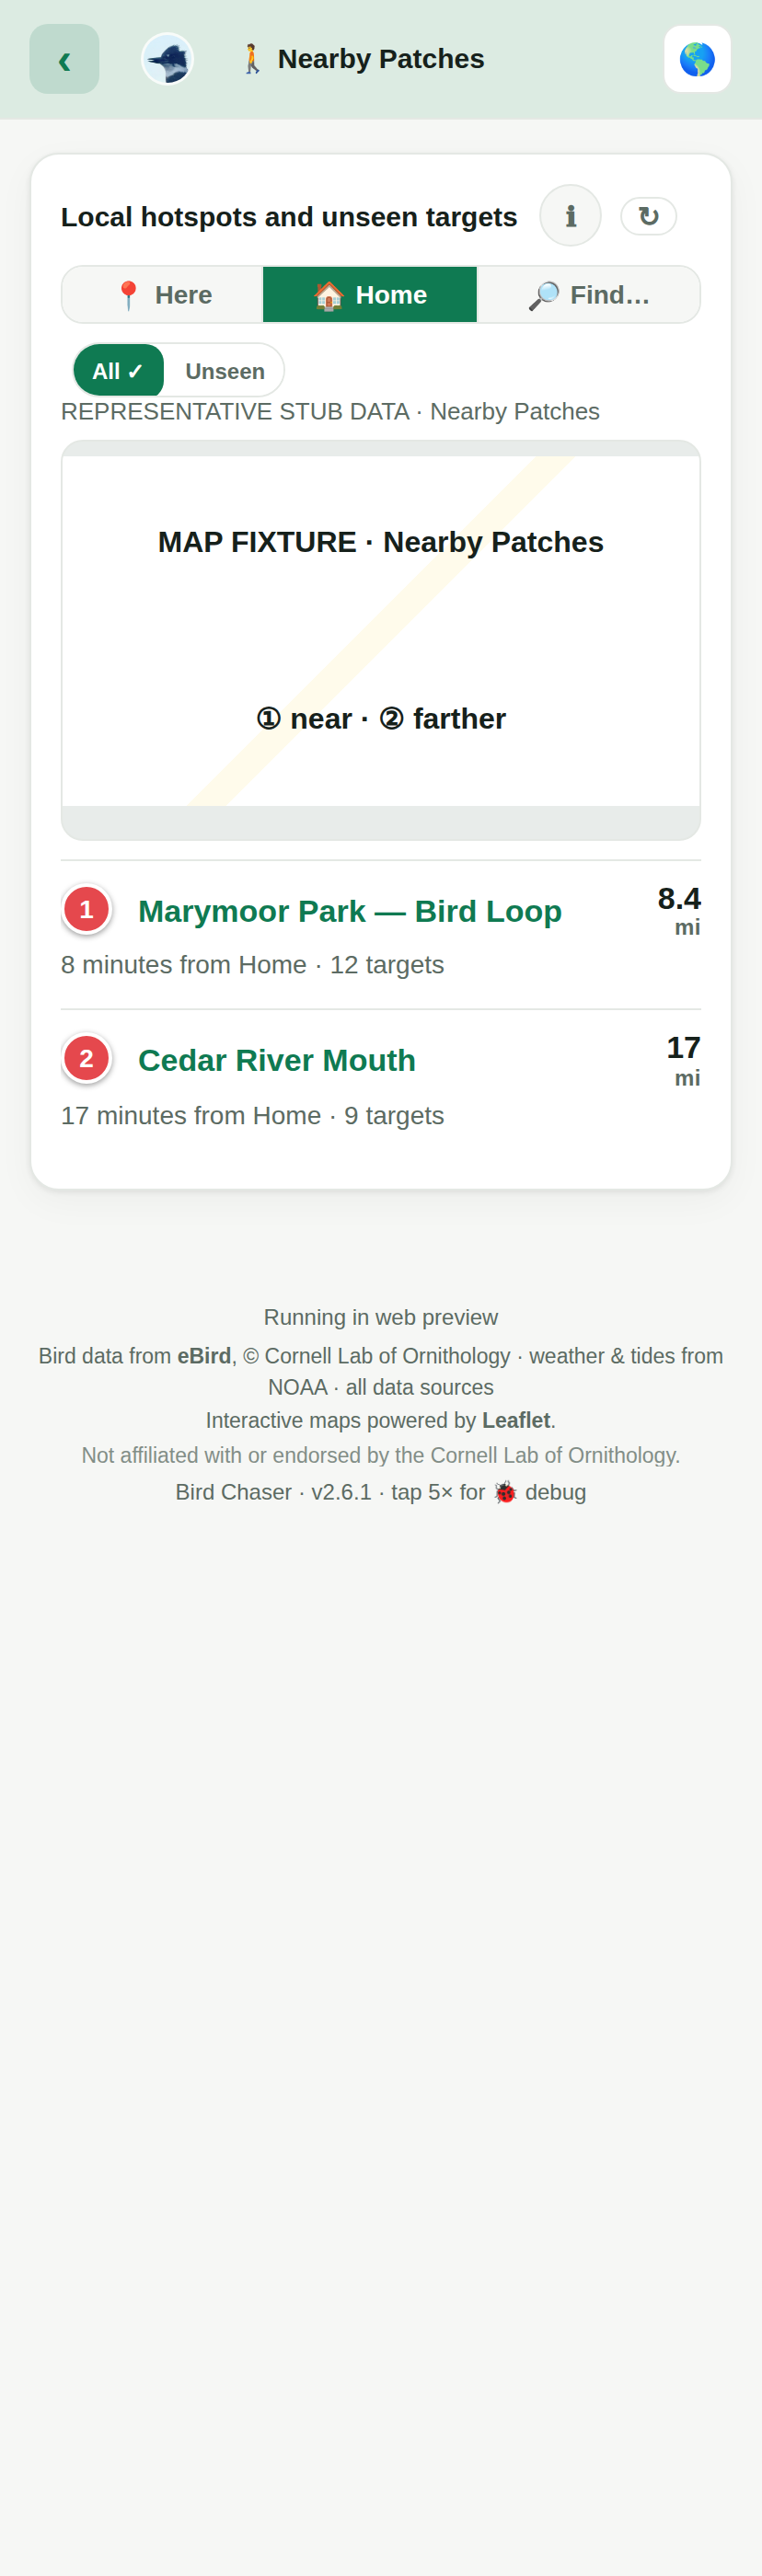 ‹ 🚶 Nearby Patches 🌎
Local hotspots and unseen targets ℹ ↻
📍 Here 🏠 Home 🔎 Find…
All ✓ Unseen
REPRESENTATIVE STUB DATA · Nearby Patches
MAP FIXTURE · Nearby Patches
① near · ② farther
1 Marymoor Park — Bird Loop 8.4
mi
8 minutes from Home · 12 targets
2 Cedar River Mouth 17
mi
17 minutes from Home · 9 targets
Running in web preview
Bird data from eBird, © Cornell Lab of Ornithology · weather & tides from
NOAA · all data sources
Interactive maps powered by Leaflet.
Not affiliated with or endorsed by the Cornell Lab of Ornithology.
Bird Chaser · v2.6.1 · tap 5× for 🐞 debug